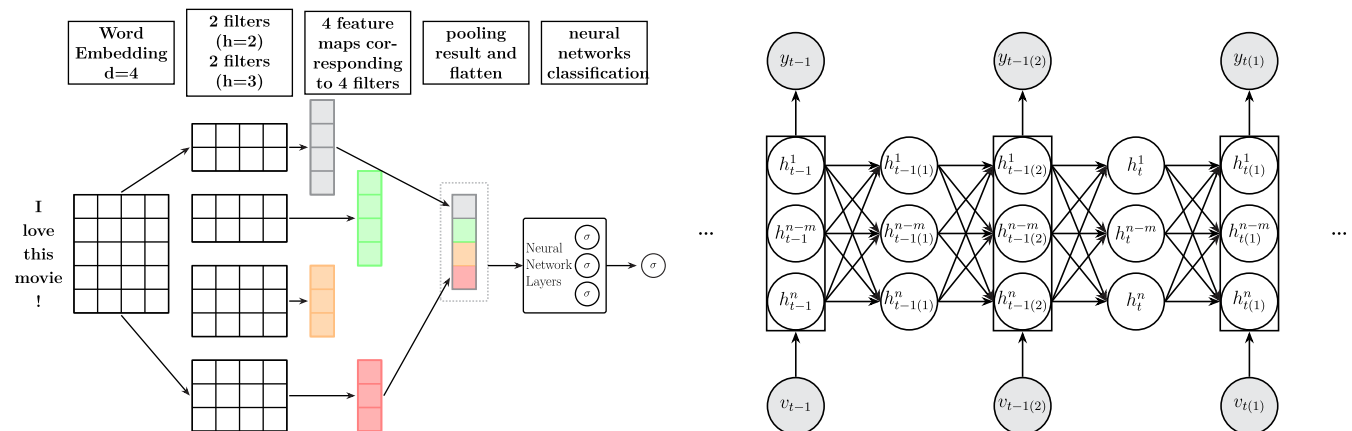 Word
Embedding
d=4
2 filters
(h=2)
2 filters
(h=3)
4 feature
maps cor-
responding
to 4 filters
pooling
result and
flatten
neural
networks
classification
I
love
this
movie
!
Neural
Network
Layers
σ
σ
σ
σ
...
y_{t−1}
y_{t−1(2)}
y_{t(1)}
h^1_{t−1}
h^1_{t−1(1)}
h^1_{t−1(2)}
h^1_t
h^1_{t(1)}
h^{n−m}_{t−1}
h^{n−m}_{t−1(1)}
h^{n−m}_{t−1(2)}
h^{n−m}_t
h^{n−m}_{t(1)}
h^n_{t−1}
h^n_{t−1(1)}
h^n_{t−1(2)}
h^n_t
h^n_{t(1)}
v_{t−1}
v_{t−1(2)}
v_{t(1)}
...